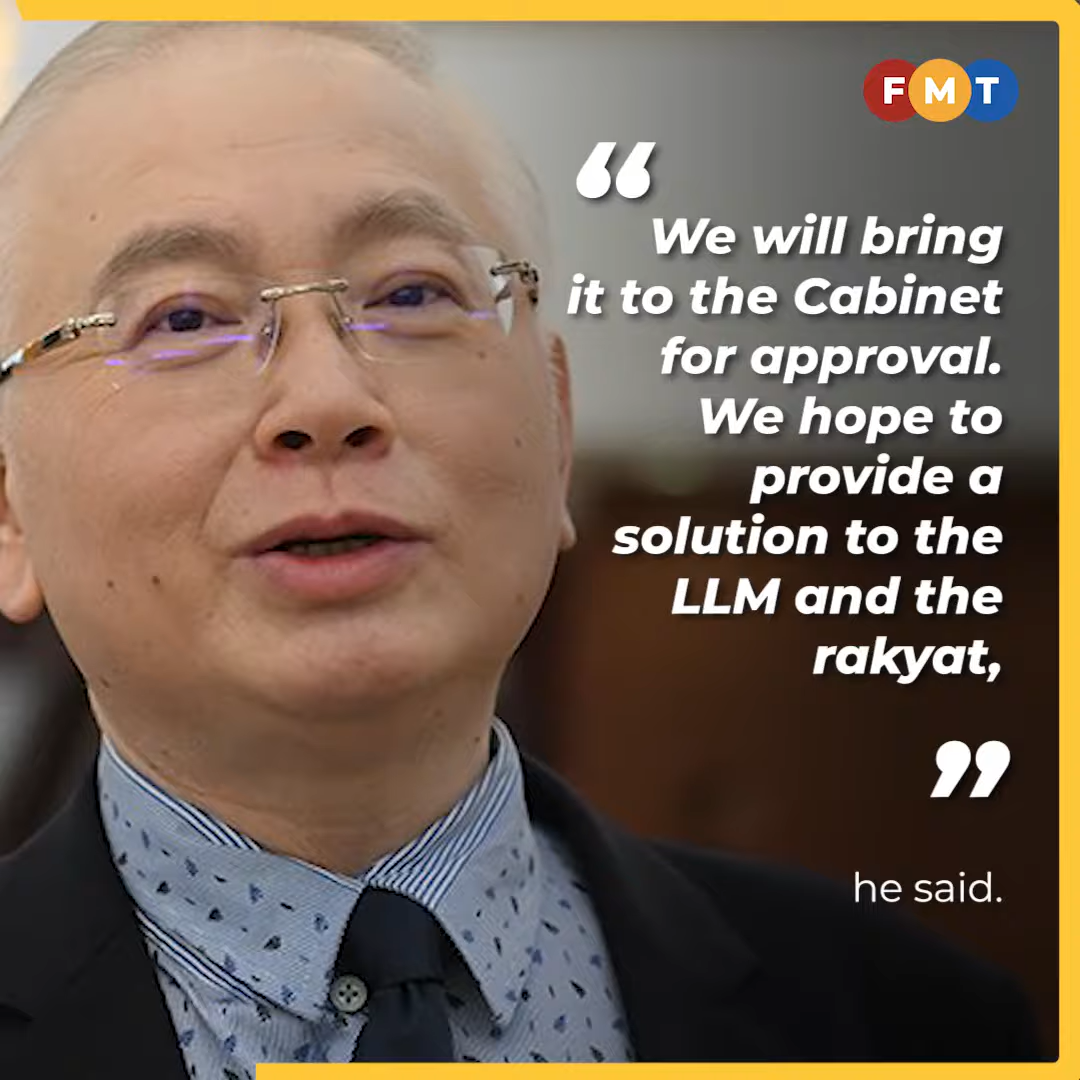 FMT
“
We will bring
it to the Cabinet
for approval.
We hope to
provide a
solution to the
LLM and the
rakyat,
”
he said.